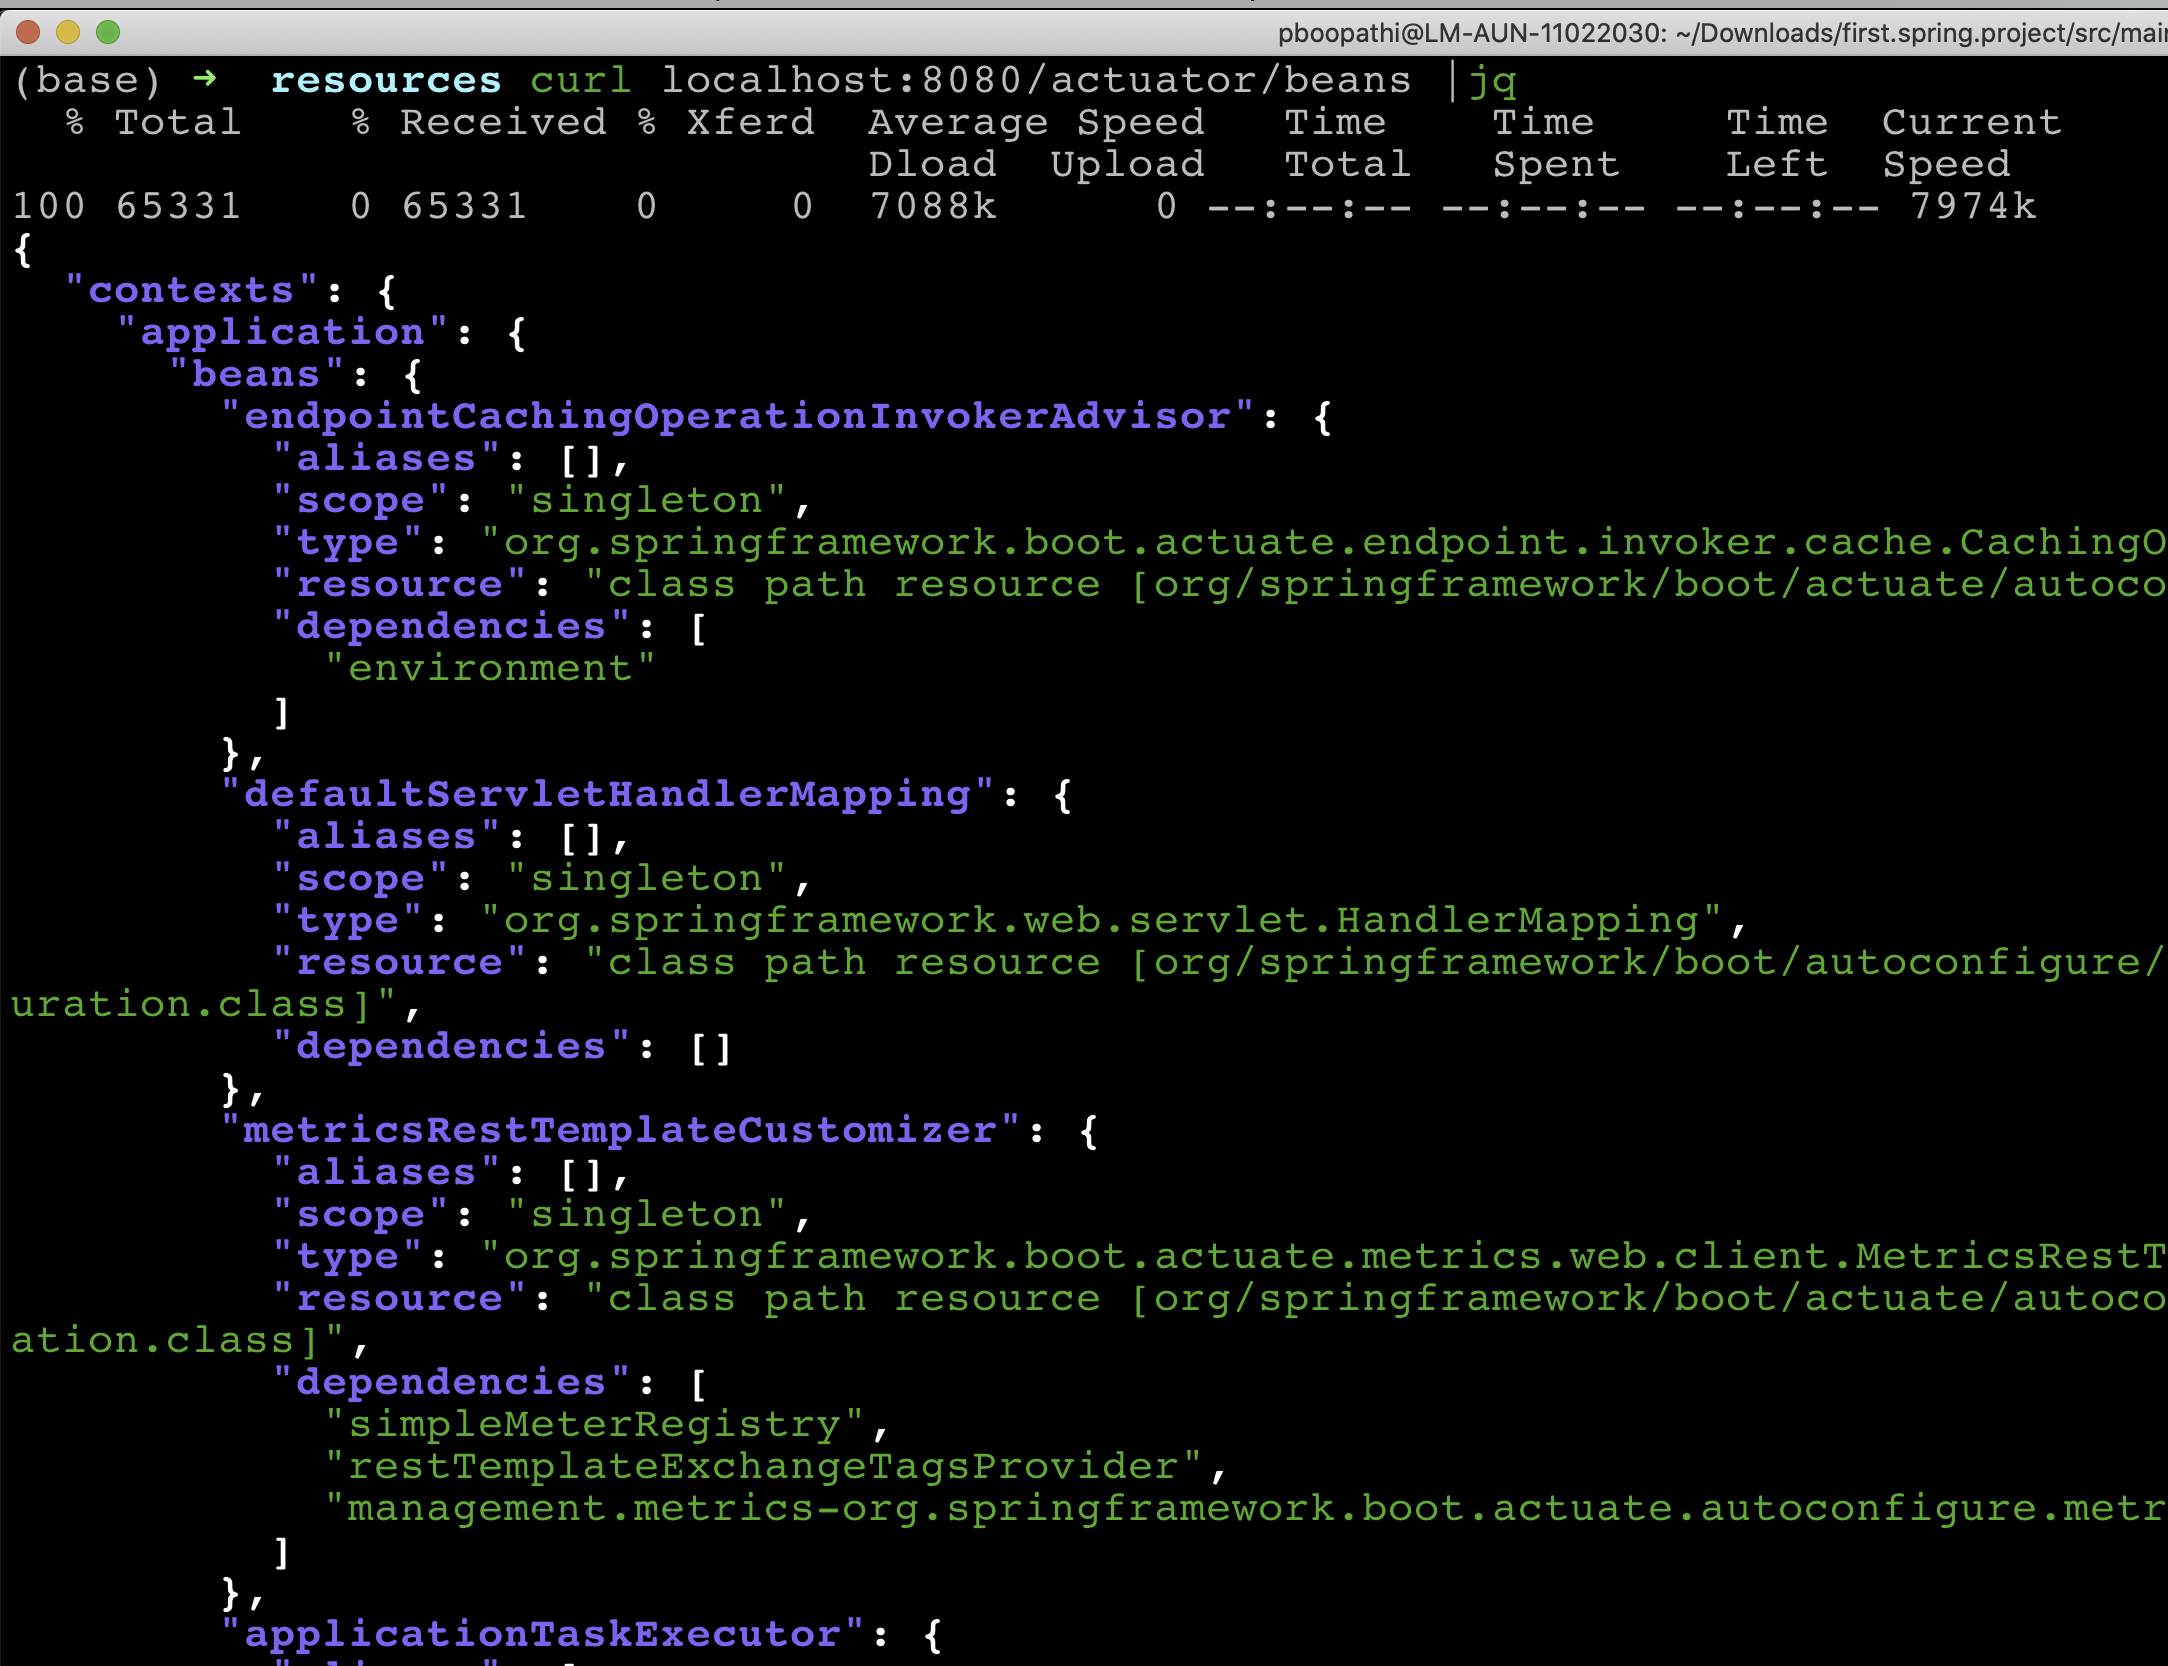 pboopathi@LM-AUN-11022030: ~/Downloads/first.spring.project/src/mai
(base) ➜ resources curl localhost:8080/actuator/beans |jq
% Total % Received % Xferd Average Speed Time Time Time Current
Dload Upload Total Spent Left Speed
100 65331 0 65331 0 0 7088k 0 --:--:-- --:--:-- --:--:-- 7974k
{
"contexts": {
"application": {
"beans": {
"endpointCachingOperationInvokerAdvisor": {
"aliases": [],
"scope": "singleton",
"type": "org.springframework.boot.actuate.endpoint.invoker.cache.CachingO
"resource": "class path resource [org/springframework/boot/actuate/autoco
"dependencies": [
"environment"
]
},
"defaultServletHandlerMapping": {
"aliases": [],
"scope": "singleton",
"type": "org.springframework.web.servlet.HandlerMapping",
"resource": "class path resource [org/springframework/boot/autoconfigure/
uration.class]",
"dependencies": []
},
"metricsRestTemplateCustomizer": {
"aliases": [],
"scope": "singleton",
"type": "org.springframework.boot.actuate.metrics.web.client.MetricsRestT
"resource": "class path resource [org/springframework/boot/actuate/autoco
ation.class]",
"dependencies": [
"simpleMeterRegistry",
"restTemplateExchangeTagsProvider",
"management.metrics-org.springframework.boot.actuate.autoconfigure.metr
]
},
"applicationTaskExecutor": {